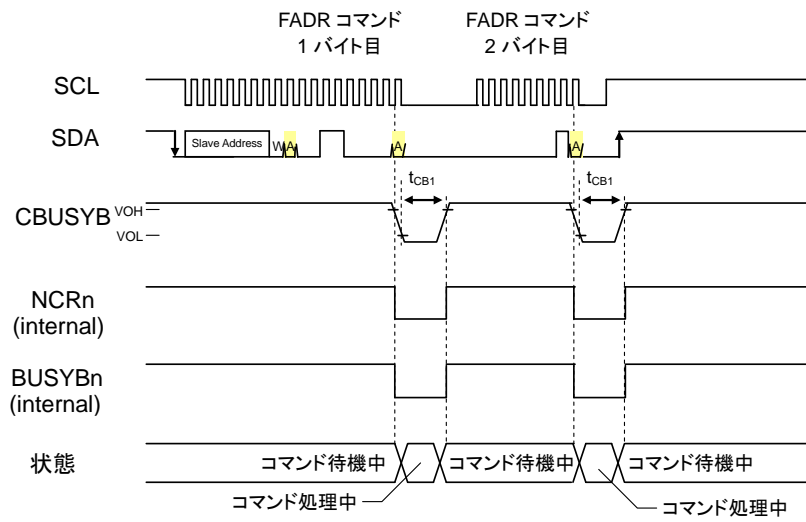 FADR コマンド
1 バイト目
FADR コマンド
2 バイト目
SCL
SDA
Slave Address
W
A
A
A
tCB1
tCB1
CBUSYB
VOH
VOL
NCRn
(internal)
BUSYBn
(internal)
状態
コマンド待機中
コマンド待機中
コマンド待機中
コマンド処理中
コマンド処理中